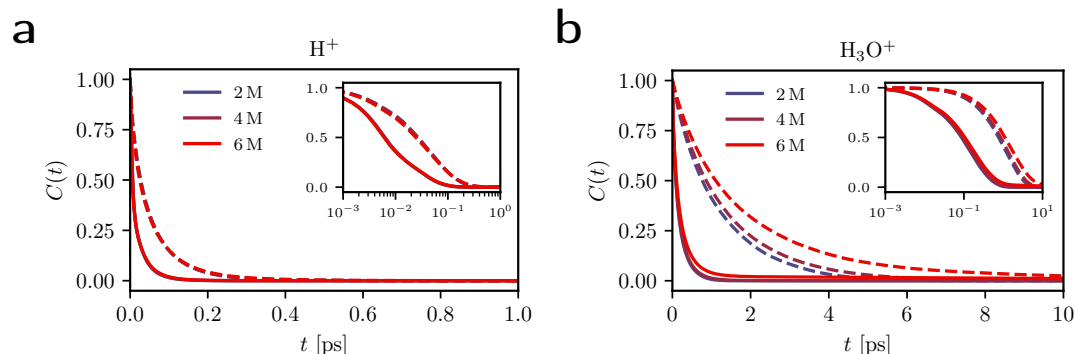 a
H⁺
C(t)
1.00
0.75
0.50
0.25
0.00
2 M
4 M
6 M
1.0
0.5
0.0
10⁻³ 10⁻² 10⁻¹ 10⁰
0.0 0.2 0.4 0.6 0.8 1.0
t [ps]
b
H₃O⁺
C(t)
1.00
0.75
0.50
0.25
0.00
2 M
4 M
6 M
1.0
0.5
0.0
10⁻³ 10⁻¹ 10¹
0 2 4 6 8 10
t [ps]